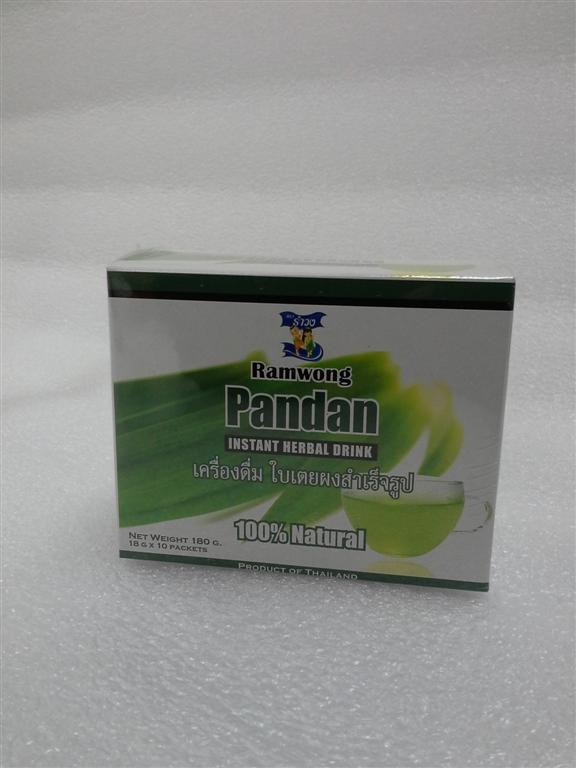 รำวง
Ramwong
Pandan
INSTANT HERBAL DRINK
เครื่องดื่ม ใบเตยผงสำเร็จรูป
100% Natural
NET WEIGHT 180 G.
18 G X 10 PACKETS
PRODUCT OF THAILAND